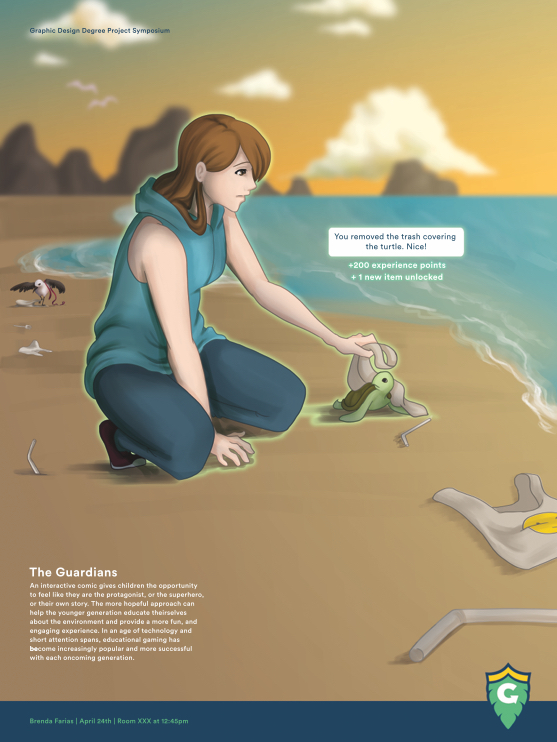 Graphic Design Degree Project Symposium
You removed the trash covering
the turtle. Nice!
+200 experience points
+ 1 new item unlocked
The Guardians
An interactive comic gives children the opportunity
to feel like they are the protagonist, or the superhero,
or their own story. The more hopeful approach can
help the younger generation educate theirselves
about the environment and provide a more fun, and
engaging experience. In an age of technology and
short attention spans, educational gaming has
become increasingly popular and more successful
with each oncoming generation.
G
Brenda Farias | April 24th | Room XXX at 12:45pm